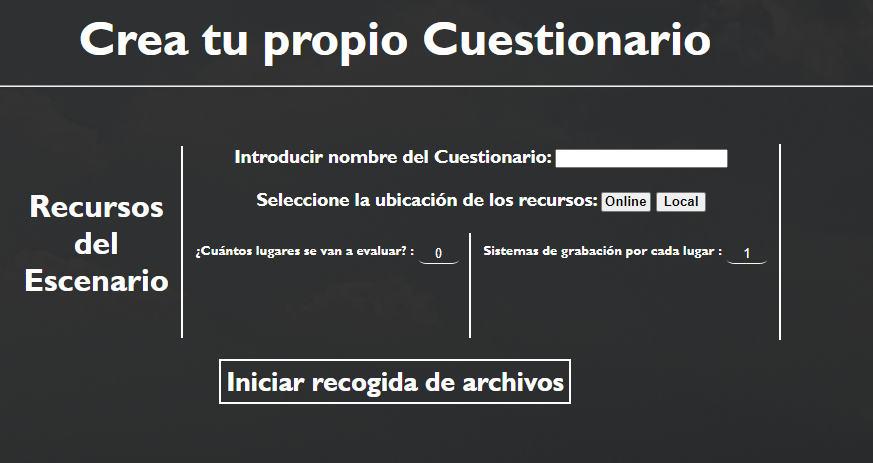 Crea tu propio Cuestionario
Introducir nombre del Cuestionario:
Seleccione la ubicación de los recursos: Online Local
Recursos
del
Escenario
¿Cuántos lugares se van a evaluar? : 0
Sistemas de grabación por cada lugar : 1
Iniciar recogida de archivos